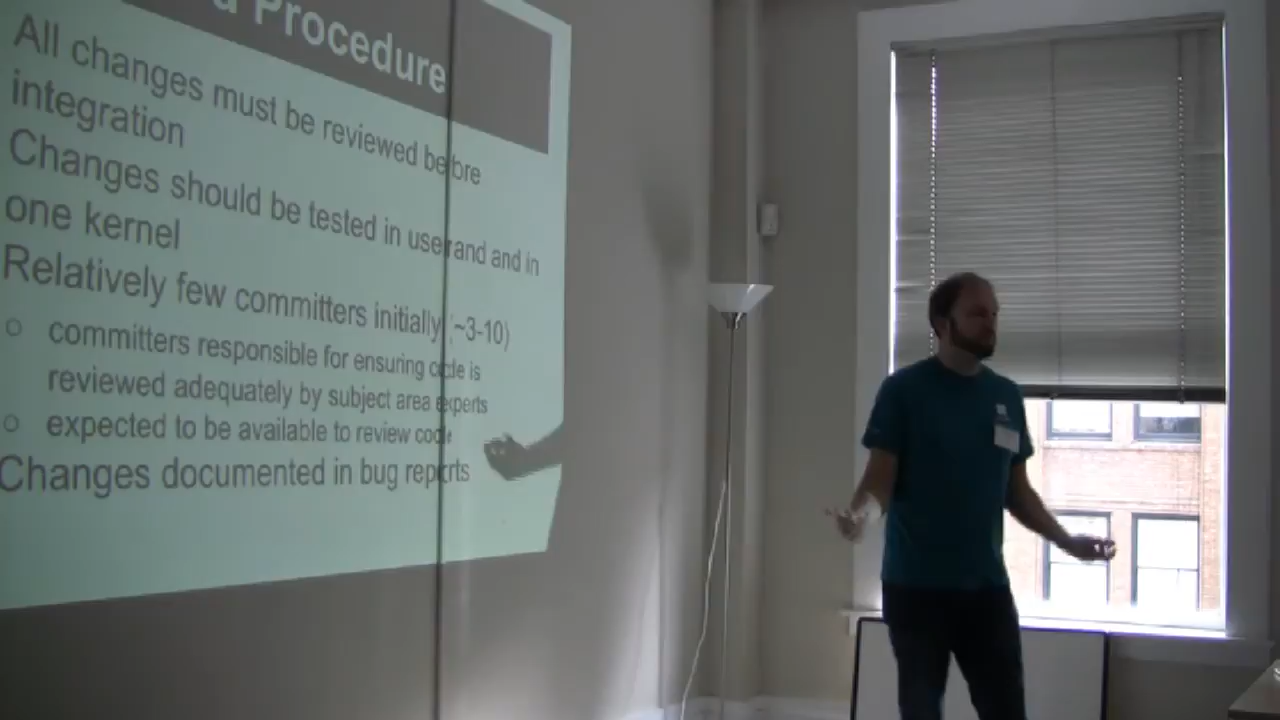 Procedure
All changes must be reviewed before
integration
Changes should be tested in userand and in
one kernel
Relatively few committers initially (~3-10)
committers responsible for ensuring code is
reviewed adequately by subject area experts
expected to be available to review code
Changes documented in bug reports